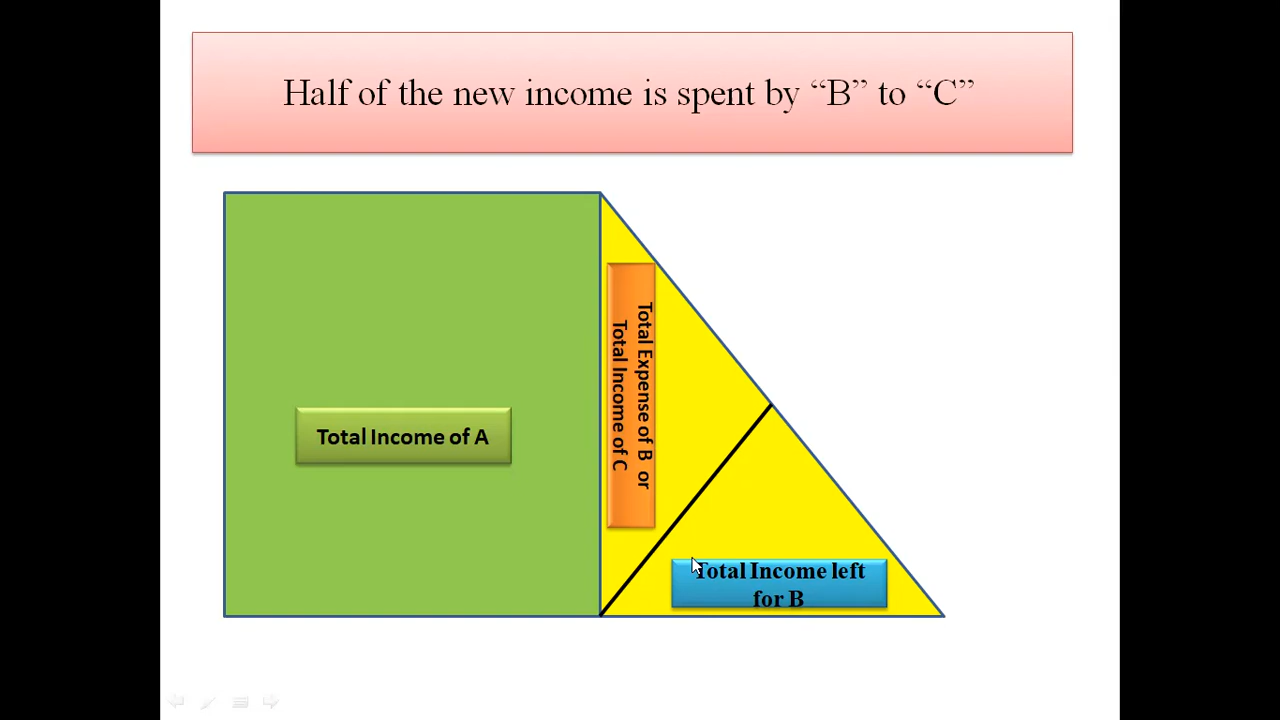 Half of the new income is spent by “B” to “C”
Total Expense of B or
Total Income of C
Total Income of A
Total Income left
for B